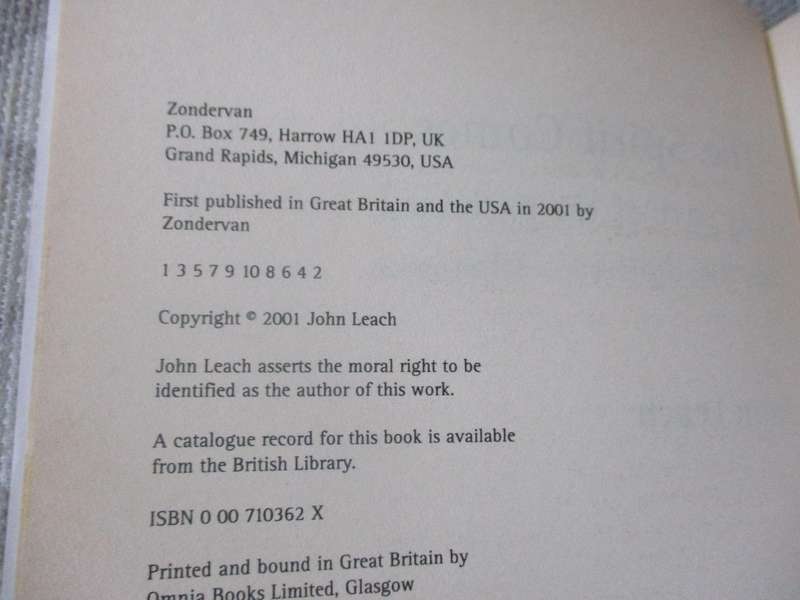 Zondervan
P.O. Box 749, Harrow HA1 1DP, UK
Grand Rapids, Michigan 49530, USA
First published in Great Britain and the USA in 2001 by
Zondervan
1 3 5 7 9 10 8 6 4 2
Copyright © 2001 John Leach
John Leach asserts the moral right to be
identified as the author of this work.
A catalogue record for this book is available
from the British Library.
ISBN 0 00 710362 X
Printed and bound in Great Britain by
Omnia Books Limited, Glasgow